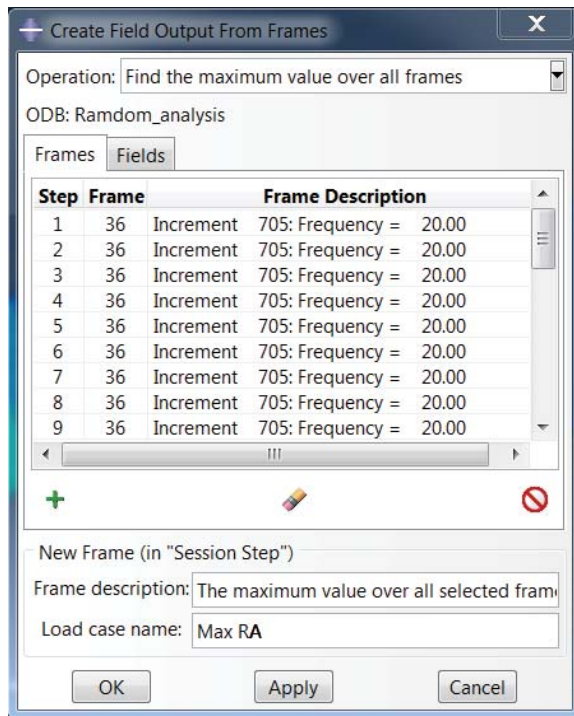 Create Field Output From Frames X
Operation: Find the maximum value over all frames
ODB: Ramdom_analysis
Frames Fields
Step Frame Frame Description
1 36 Increment 705: Frequency = 20.00
2 36 Increment 705: Frequency = 20.00
3 36 Increment 705: Frequency = 20.00
4 36 Increment 705: Frequency = 20.00
5 36 Increment 705: Frequency = 20.00
6 36 Increment 705: Frequency = 20.00
7 36 Increment 705: Frequency = 20.00
8 36 Increment 705: Frequency = 20.00
9 36 Increment 705: Frequency = 20.00
New Frame (in "Session Step")
Frame description: The maximum value over all selected fram
Load case name: Max RA
OK Apply Cancel